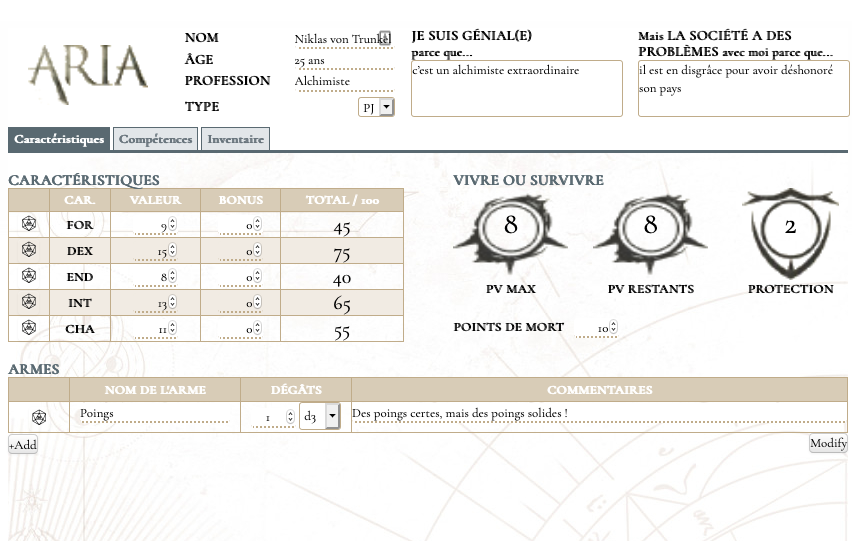 ARIA
NOM Niklas von Trunkel
ÂGE 25 ans
PROFESSION Alchimiste
TYPE PJ
JE SUIS GÉNIAL(E)
parce que...
c'est un alchimiste extraordinaire
Mais LA SOCIÉTÉ A DES
PROBLÈMES avec moi parce que...
il est en disgrâce pour avoir déshonoré
son pays
Caractéristiques Compétences Inventaire
CARACTÉRISTIQUES
CAR. VALEUR BONUS TOTAL / 100
FOR 9 0 45
DEX 15 0 75
END 8 0 40
INT 13 0 65
CHA 11 0 55
VIVRE OU SURVIVRE
8 8 2
PV MAX PV RESTANTS PROTECTION
POINTS DE MORT 10
ARMES
NOM DE L'ARME DÉGÂTS COMMENTAIRES
Poings 1 d3 Des poings certes, mais des poings solides !
+Add Modify